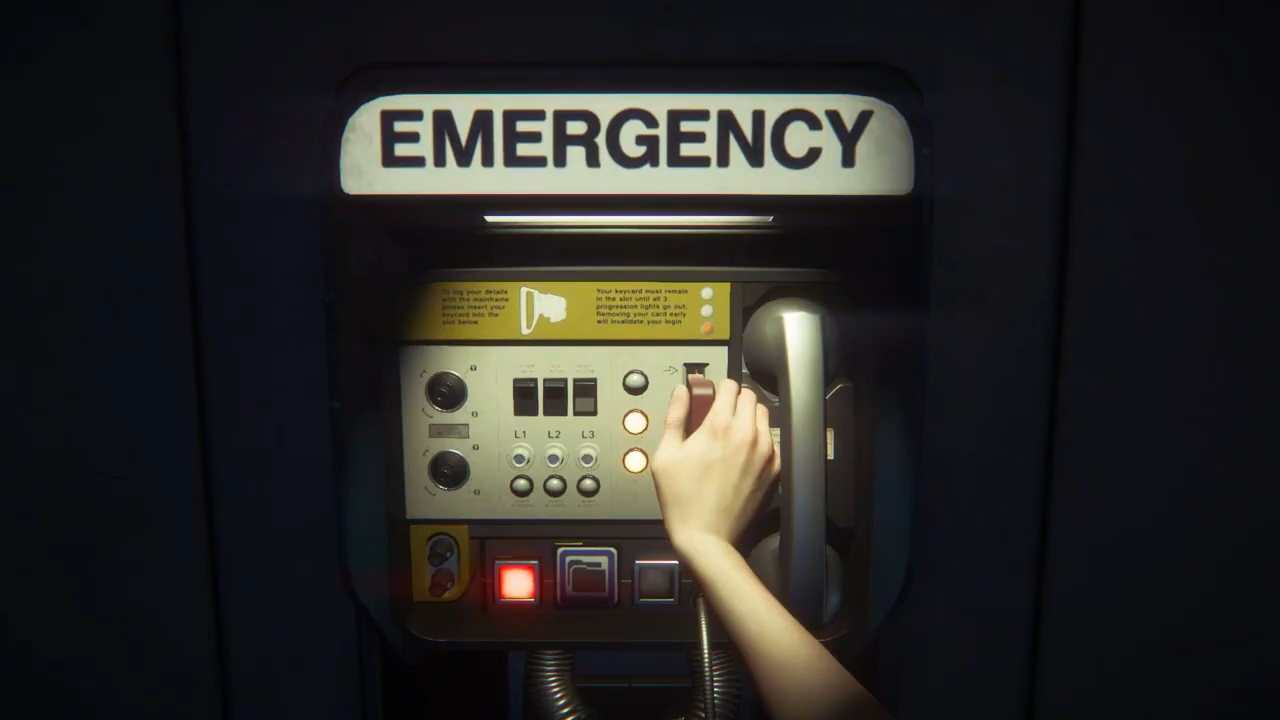 EMERGENCY
To log your details
with the mainframe
please insert your
keycard into the
slot below
Your keycard must remain
in the slot until all 3
progression lights go out.
Removing your card early
will invalidate your login
L1 L2 L3